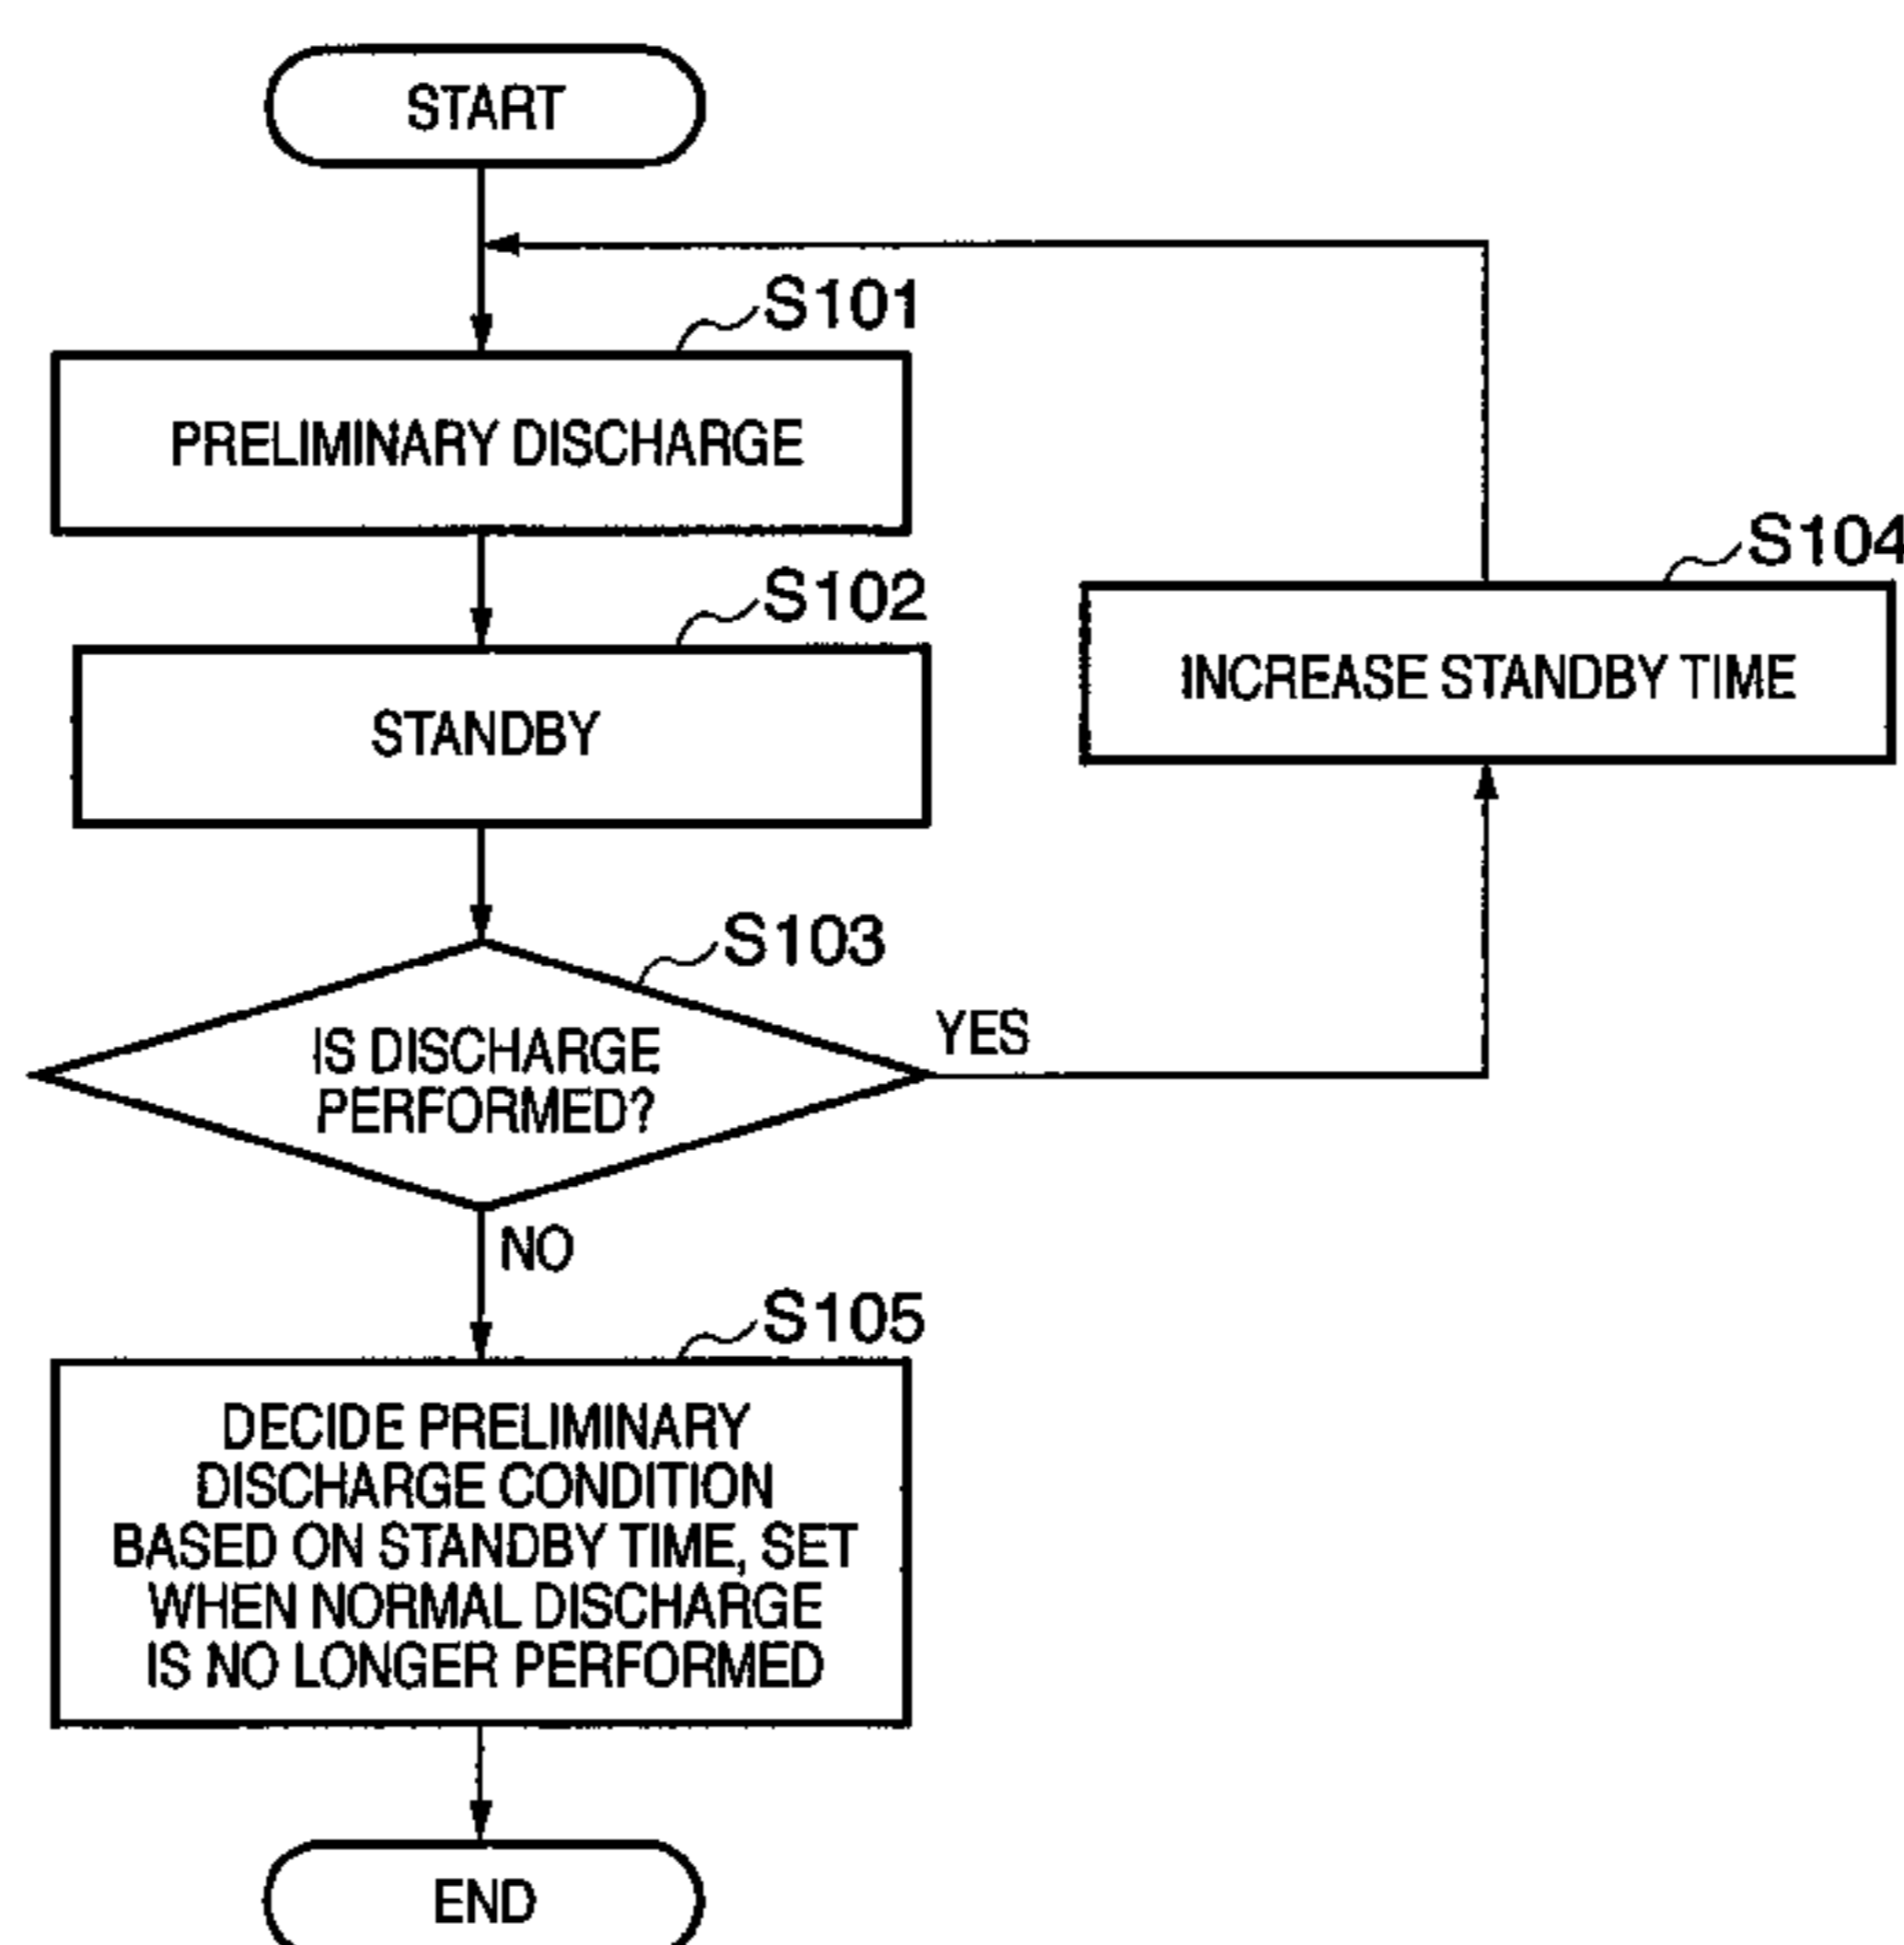 START
S101
PRELIMINARY DISCHARGE
S104
S102
INCREASE STANDBY TIME
STANDBY
S103
YES
IS DISCHARGE
PERFORMED?
NO
S105
DECIDE PRELIMINARY
DISCHARGE CONDITION
BASED ON STANDBY TIME, SET
WHEN NORMAL DISCHARGE
IS NO LONGER PERFORMED
END